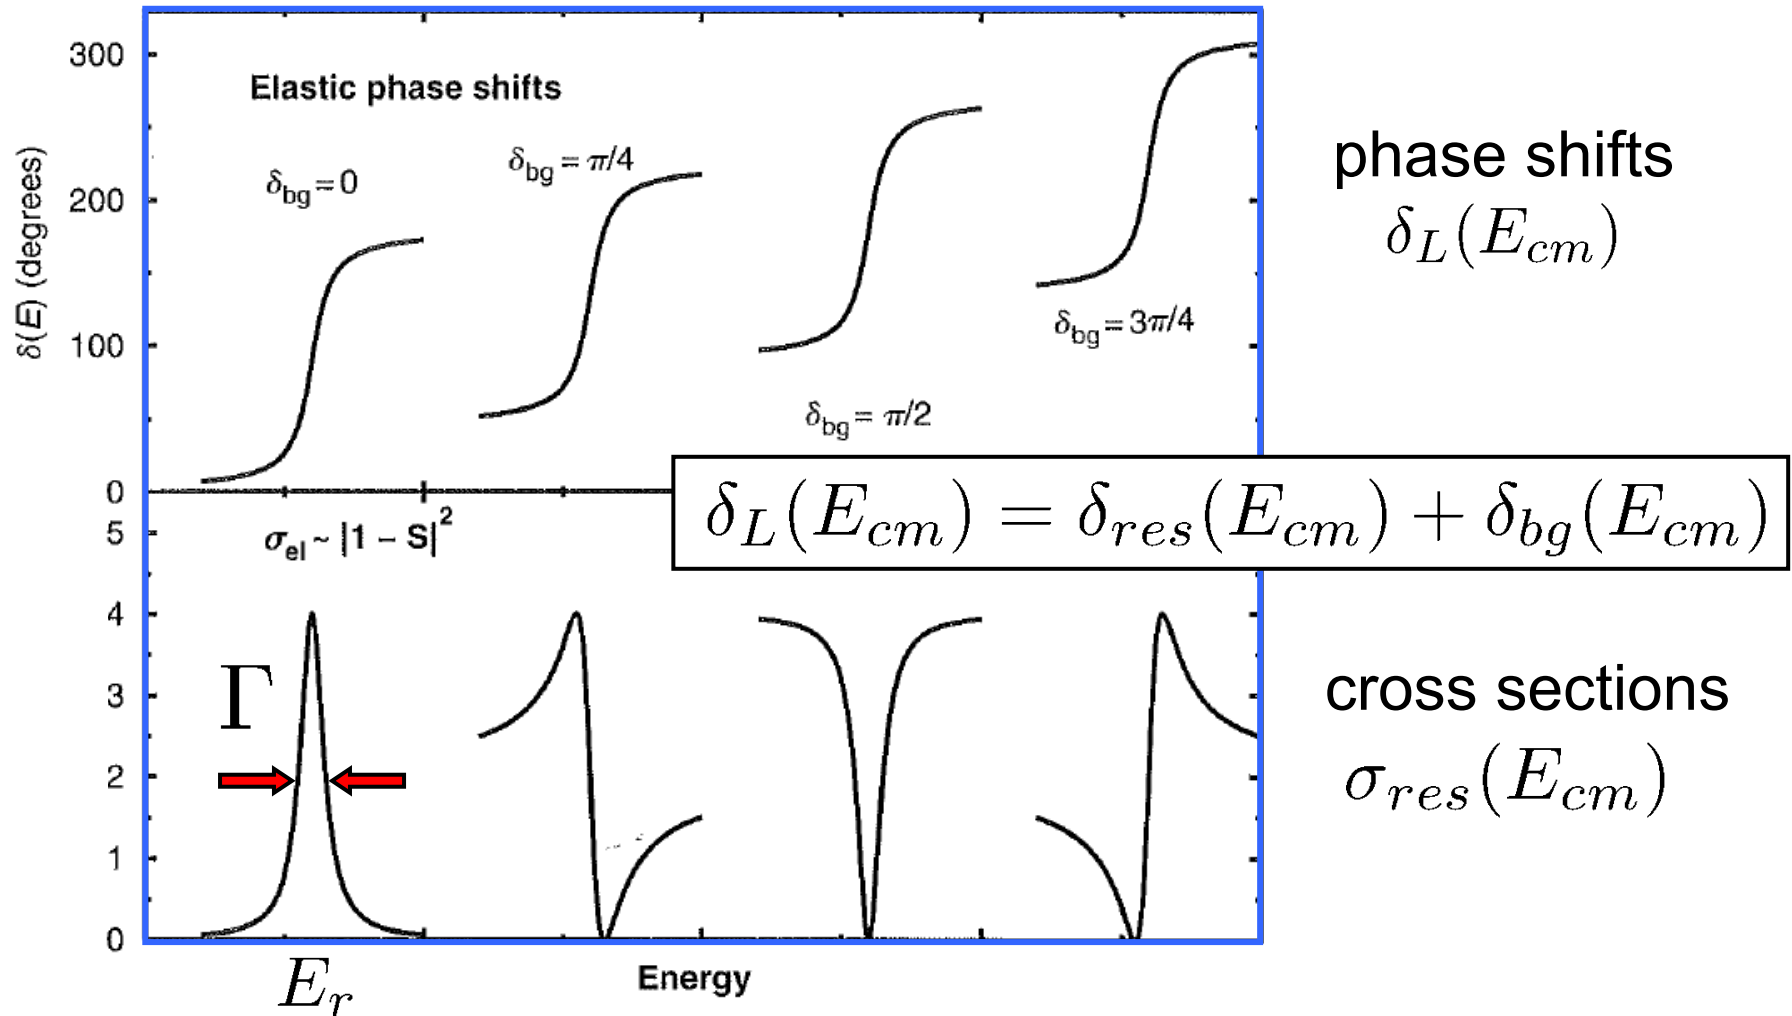 300
200
100
0
δ(E) (degrees)
Elastic phase shifts
δbg = 0
δbg = π/4
δbg = π/2
δbg = 3π/4
phase shifts
δL(Ecm)
δL(Ecm) = δres(Ecm) + δbg(Ecm)
σel ~ |1 − S|²
5
4
3
2
1
0
Γ
cross sections
σres(Ecm)
Er
Energy